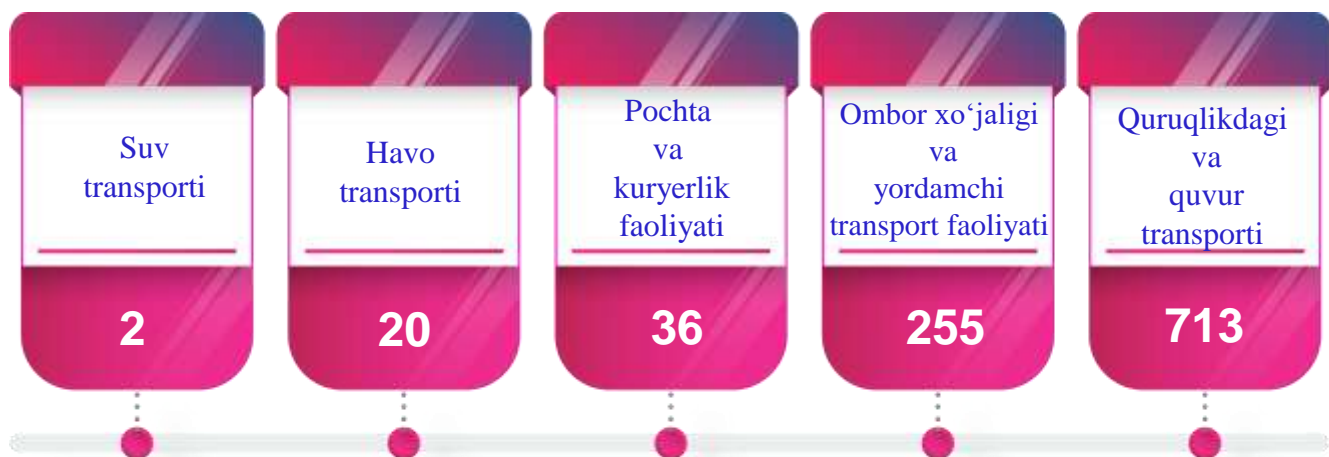 Suv
transporti
2
Havo
transporti
20
Pochta
va
kuryerlik
faoliyati
36
Ombor xo‘jaligi
va
yordamchi
transport faoliyati
255
Quruqlikdagi
va
quvur
transporti
713